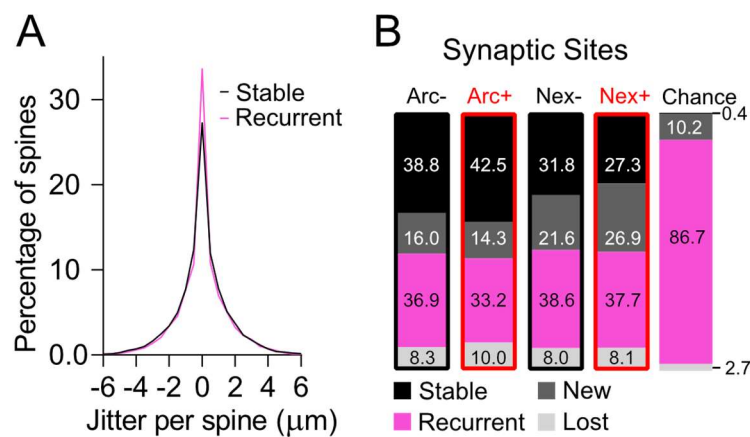 A
Percentage of spines
30
20
10
0.0
-6 -4 -2 0 2 4 6
Jitter per spine (μm)
Stable
Recurrent
B
Synaptic Sites
Arc- Arc+ Nex- Nex+ Chance
38.8 42.5 31.8 27.3 10.2 0.4
16.0 14.3 21.6 26.9 86.7
36.9 33.2 38.6 37.7
8.3 10.0 8.0 8.1 2.7
Stable New
Recurrent Lost